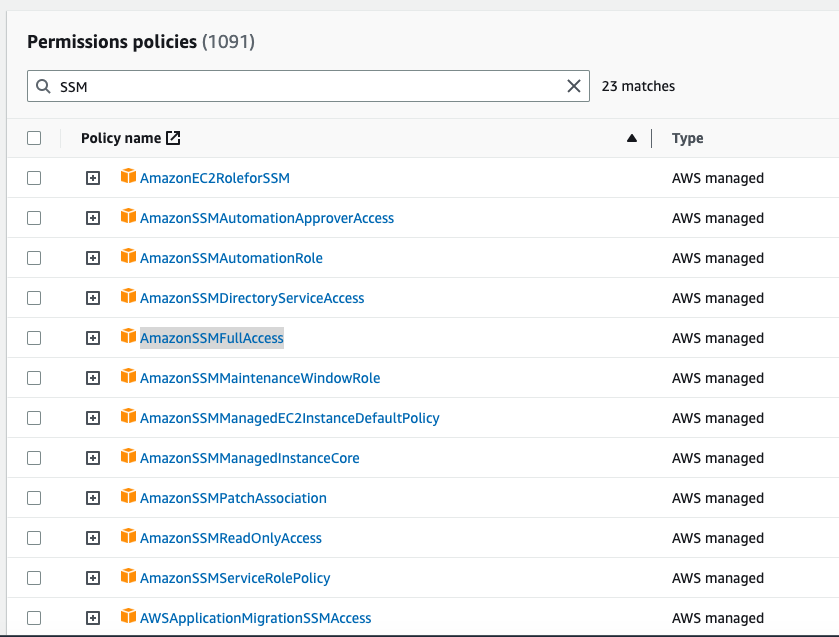 Permissions policies (1091)
SSM
23 matches
Policy name
Type
AmazonEC2RoleforSSM AWS managed
AmazonSSMAutomationApproverAccess AWS managed
AmazonSSMAutomationRole AWS managed
AmazonSSMDirectoryServiceAccess AWS managed
AmazonSSMFullAccess AWS managed
AmazonSSMMaintenanceWindowRole AWS managed
AmazonSSMManagedEC2InstanceDefaultPolicy AWS managed
AmazonSSMManagedInstanceCore AWS managed
AmazonSSMPatchAssociation AWS managed
AmazonSSMReadOnlyAccess AWS managed
AmazonSSMServiceRolePolicy AWS managed
AWSApplicationMigrationSSMAccess AWS managed